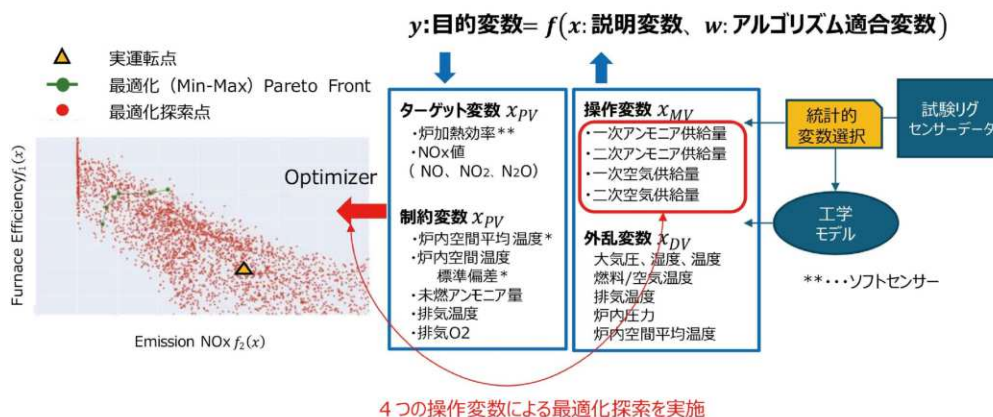 y:目的変数= f(x: 説明変数、 w: アルゴリズム適合変数)
実運転点
最適化（Min-Max）Pareto Front
最適化探索点
Furnace Efficiency f₁(x)
Emission NOx f₂(x)
Optimizer
ターゲット変数 x_PV
・炉加熱効率**
・NOx値
（ NO、NO₂、N₂O）
制約変数 x_PV
・炉内空間平均温度*
・炉内空間温度
標準偏差*
・未燃アンモニア量
・排気温度
・排気O2
操作変数 x_MV
・一次アンモニア供給量
・二次アンモニア供給量
・一次空気供給量
・二次空気供給量
外乱変数 x_DV
大気圧、湿度、温度
燃料/空気温度
排気温度
炉内圧力
炉内空間平均温度
統計的
変数選択
試験リグ
センサーデータ
工学
モデル
**・・・ソフトセンサー
４つの操作変数による最適化探索を実施